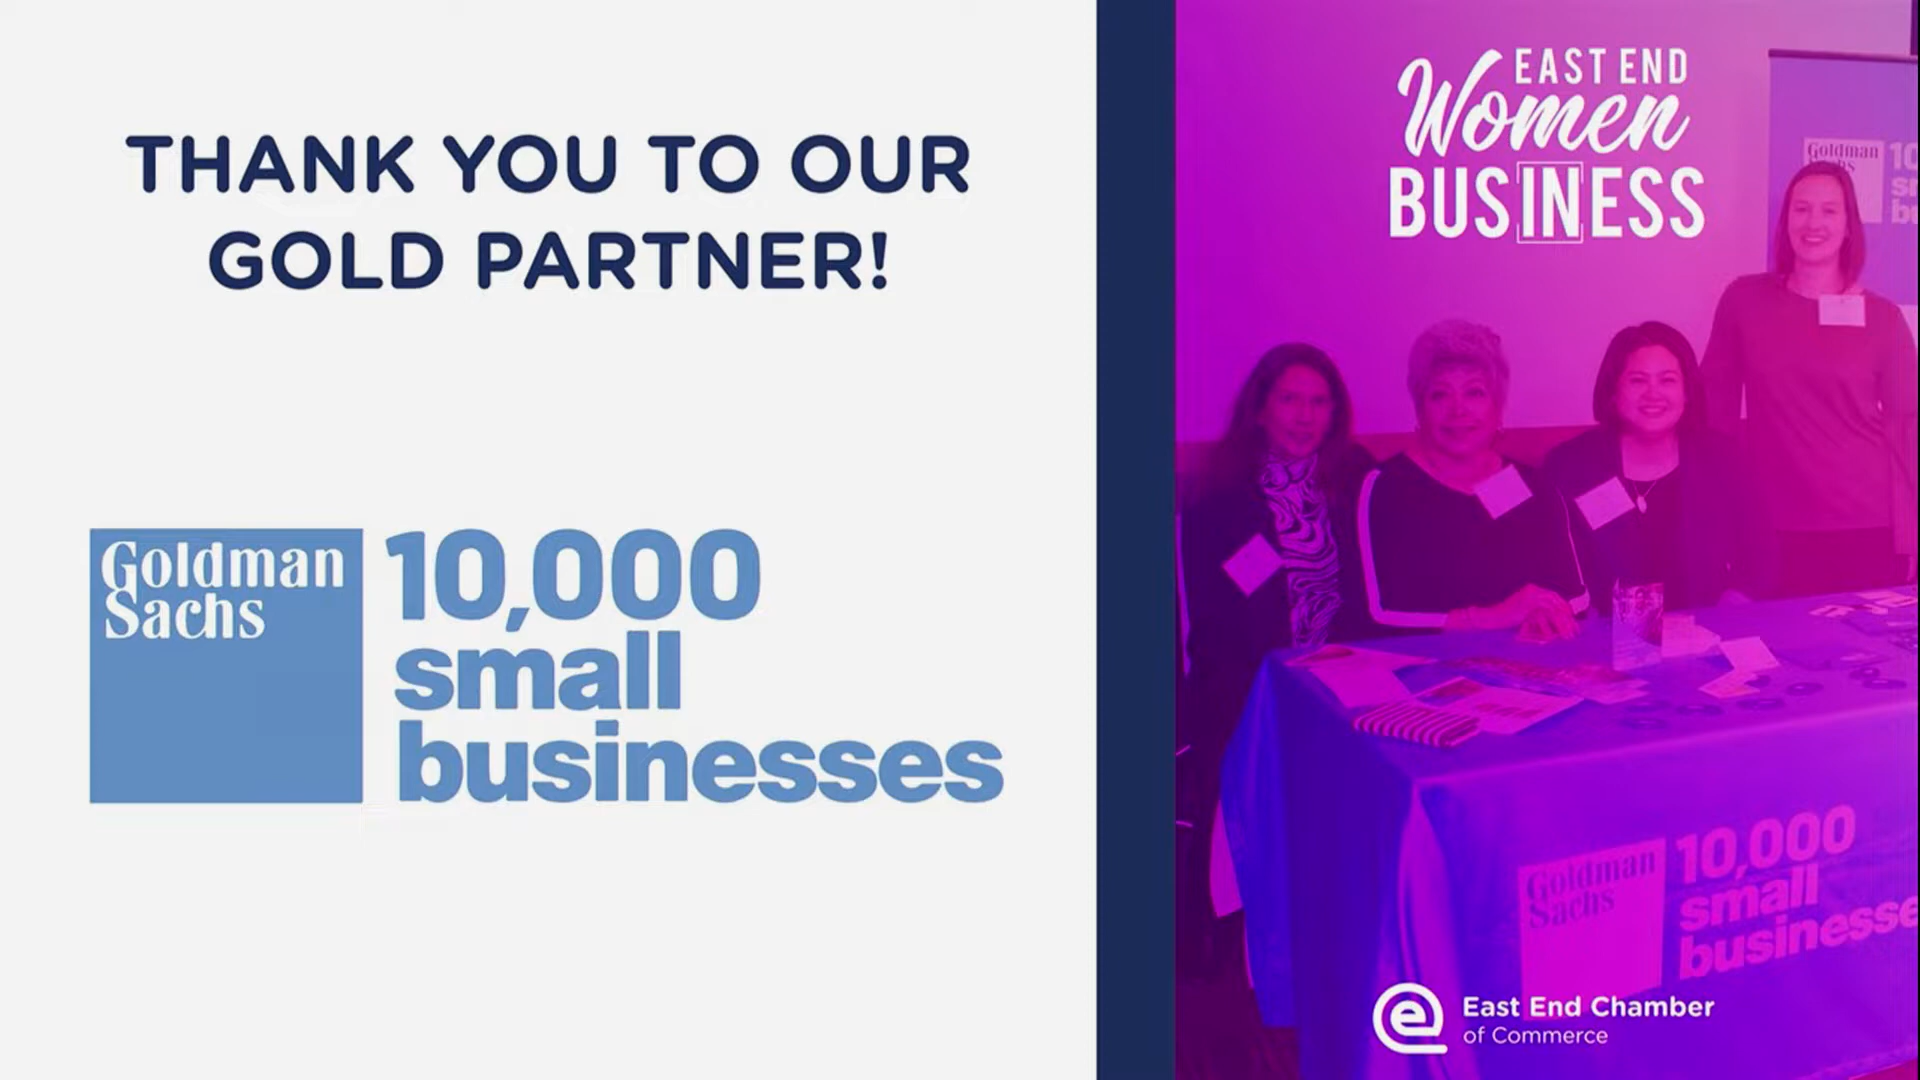 THANK YOU TO OUR
GOLD PARTNER!
Goldman
Sachs
10,000
small
businesses
EAST END
Women
BUSINESS
Goldman
Goldman
Sachs
10,000
small
East End Chamber
of Commerce